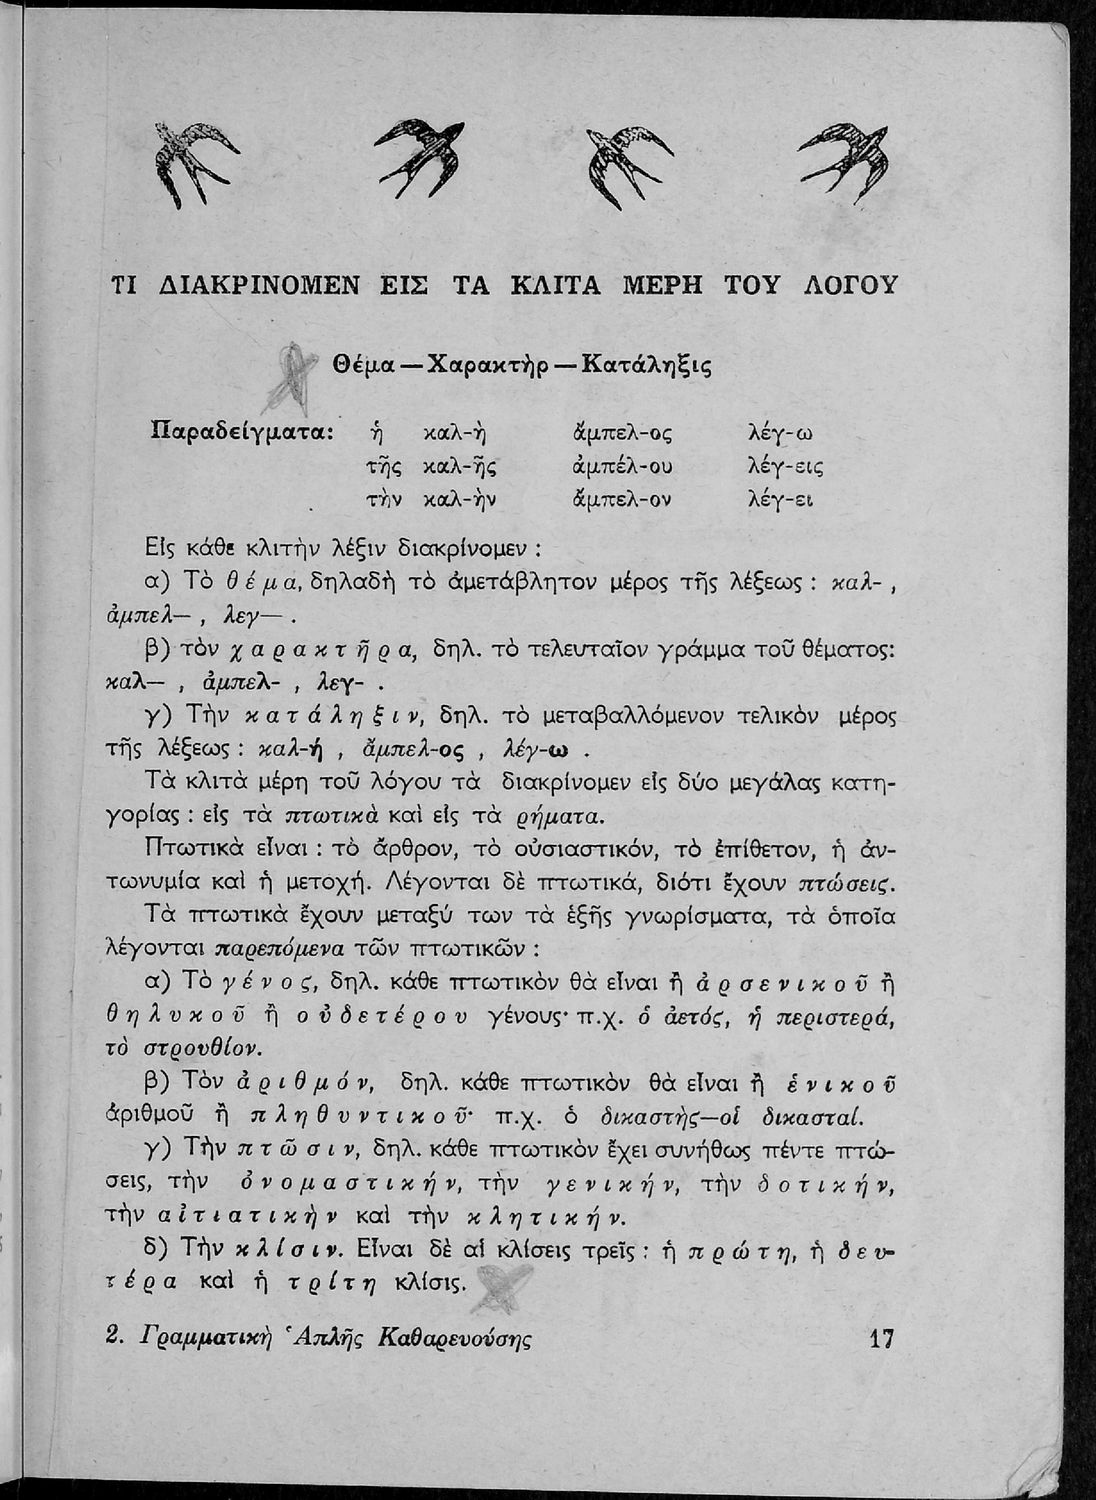 ΤΙ ΔΙΑΚΡΙΝΟΜΕΝ ΕΙΣ ΤΑ ΚΛΙΤΑ ΜΕΡΗ ΤΟΥ ΛΟΓΟΥ
Θέμα — Χαρακτὴρ — Κατάληξις
Παραδείγματα: ἡ καλ-ὴ ἄμπελ-ος λέγ-ω
τῆς καλ-ῆς ἀμπέλ-ου λέγ-εις
τὴν καλ-ὴν ἄμπελ-ον λέγ-ει
Εἰς κάθε κλιτὴν λέξιν διακρίνομεν :
α) Τὸ θέμα, δηλαδὴ τὸ ἀμετάβλητον μέρος τῆς λέξεως : καλ- ,
ἀμπελ— , λεγ— .
β) τὸν χαρακτῆρα, δηλ. τὸ τελευταῖον γράμμα τοῦ θέματος:
καλ— , ἀμπελ- , λεγ- .
γ) Τὴν κατάληξιν, δηλ. τὸ μεταβαλλόμενον τελικὸν μέρος
τῆς λέξεως : καλ-ή , ἄμπελ-ος , λέγ-ω .
Τὰ κλιτὰ μέρη τοῦ λόγου τὰ διακρίνομεν εἰς δύο μεγάλας κατη-
γορίας : εἰς τὰ πτωτικὰ καὶ εἰς τὰ ρήματα.
Πτωτικὰ εἶναι : τὸ ἄρθρον, τὸ οὐσιαστικόν, τὸ ἐπίθετον, ἡ ἀν-
τωνυμία καὶ ἡ μετοχή. Λέγονται δὲ πτωτικά, διότι ἔχουν πτώσεις.
Τὰ πτωτικὰ ἔχουν μεταξύ των τὰ ἑξῆς γνωρίσματα, τὰ ὁποῖα
λέγονται παρεπόμενα τῶν πτωτικῶν :
α) Τὸ γένος, δηλ. κάθε πτωτικὸν θὰ εἶναι ἢ ἀρσενικοῦ ἢ
θηλυκοῦ ἢ οὐδετέρου γένους· π.χ. ὁ ἀετός, ἡ περιστερά,
τὸ στρουθίον.
β) Τὸν ἀριθμόν, δηλ. κάθε πτωτικὸν θὰ εἶναι ἢ ἑνικοῦ
ἀριθμοῦ ἢ πληθυντικοῦ· π.χ. ὁ δικαστὴς—οἱ δικασταί.
γ) Τὴν πτῶσιν, δηλ. κάθε πτωτικὸν ἔχει συνήθως πέντε πτώ-
σεις, τὴν ὀνομαστικήν, τὴν γενικήν, τὴν δοτικήν,
τὴν αἰτιατικὴν καὶ τὴν κλητικήν.
δ) Τὴν κλίσιν. Εἶναι δὲ αἱ κλίσεις τρεῖς : ἡ πρώτη, ἡ δευ-
τέρα καὶ ἡ τρίτη κλίσις.
2. Γραμματικὴ Ἁπλῆς Καθαρευούσης 17